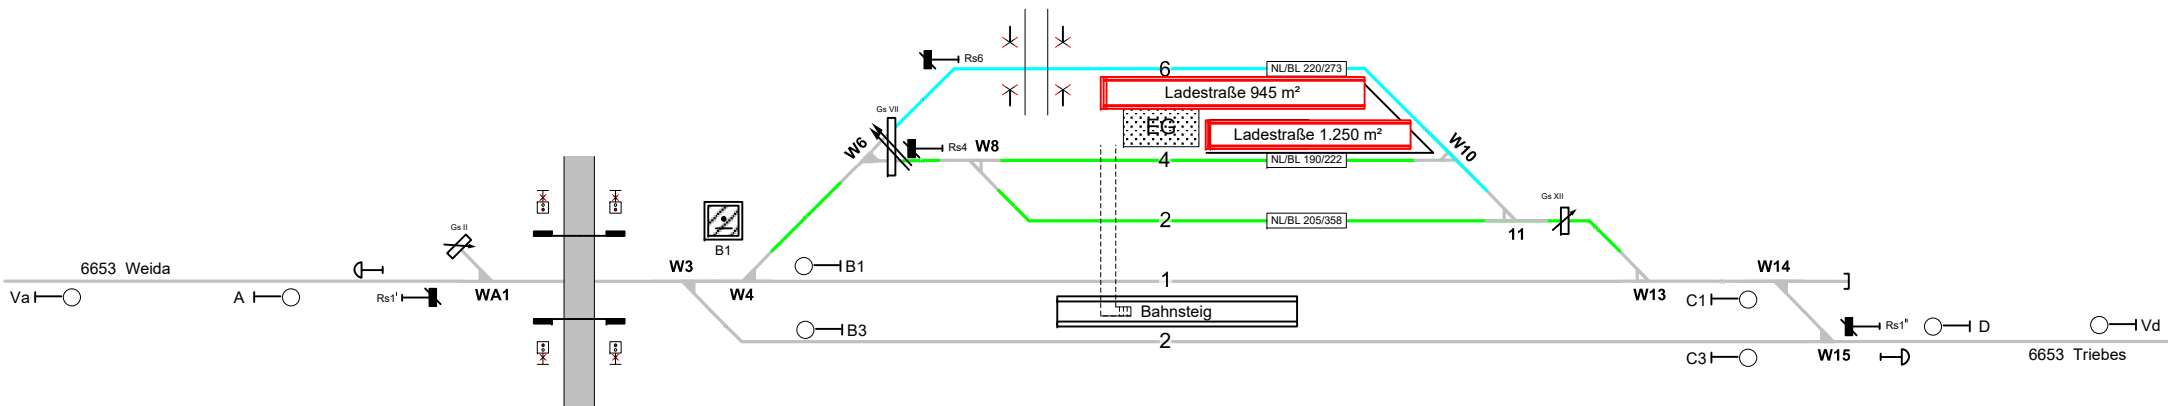 Rs6
6
NL/BL 220/273
Ladestraße 945 m²
Gs VII
EG
Ladestraße 1.250 m²
W6
Rs4
W8
W10
4
NL/BL 190/222
Gs XII
2
NL/BL 205/358
11
Gs II
B1
6653 Weida
W3
B1
1
W14
Va
A
Rs1'
WA1
W4
W13
C1
Bahnsteig
B3
2
Rs1"
D
Vd
C3
W15
6653 Triebes